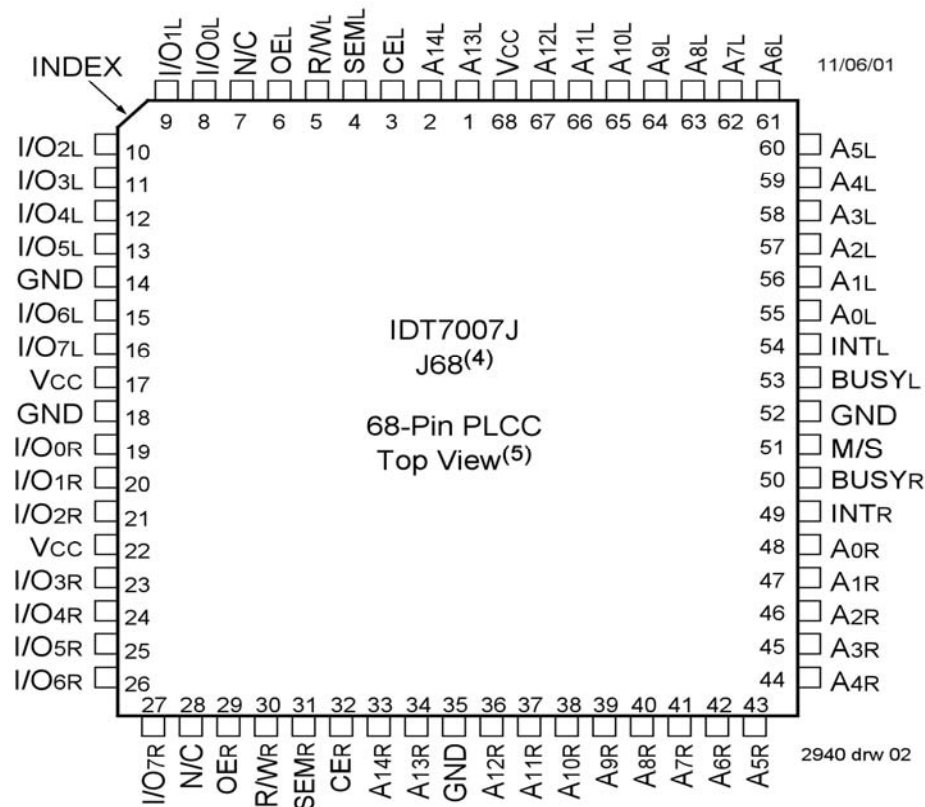 INDEX
I/O1L
I/O0L
N/C
OEL
R/WL
SEML
CEL
A14L
A13L
VCC
A12L
A11L
A10L
A9L
A8L
A7L
A6L
11/06/01
9 8 7 6 5 4 3 2 1 68 67 66 65 64 63 62 61
I/O2L 10
I/O3L 11
I/O4L 12
I/O5L 13
GND 14
I/O6L 15
I/O7L 16
VCC 17
GND 18
I/O0R 19
I/O1R 20
I/O2R 21
VCC 22
I/O3R 23
I/O4R 24
I/O5R 25
I/O6R 26
IDT7007J
J68(4)
68-Pin PLCC
Top View(5)
60 A5L
59 A4L
58 A3L
57 A2L
56 A1L
55 A0L
54 INTL
53 BUSYL
52 GND
51 M/S
50 BUSYR
49 INTR
48 A0R
47 A1R
46 A2R
45 A3R
44 A4R
27 28 29 30 31 32 33 34 35 36 37 38 39 40 41 42 43
I/O7R
N/C
OER
R/WR
SEMR
CER
A14R
A13R
GND
A12R
A11R
A10R
A9R
A8R
A7R
A6R
A5R
2940 drw 02